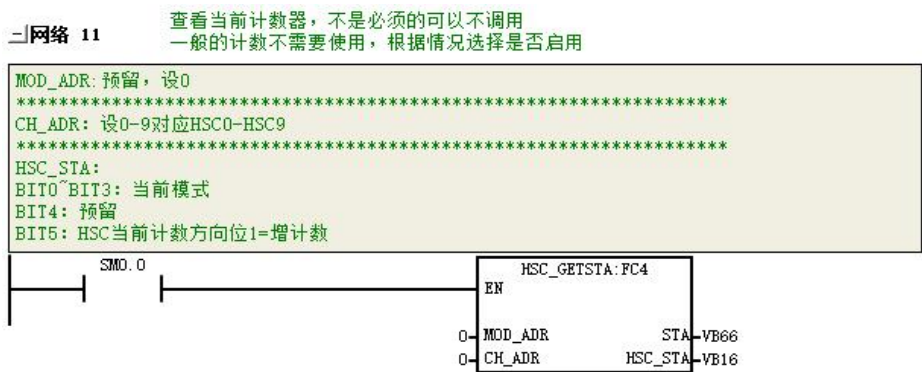 网络 11
查看当前计数器，不是必须的可以不调用
一般的计数不需要使用，根据情况选择是否启用
MOD_ADR: 预留，设0
*******************************************************************
CH_ADR: 设0-9对应HSC0-HSC9
*******************************************************************
HSC_STA:
BIT0~BIT3: 当前模式
BIT4: 预留
BIT5: HSC当前计数方向位1=增计数
SM0.0
HSC_GETSTA:FC4
EN
0 MOD_ADR STA VB66
0 CH_ADR HSC_STA VB16